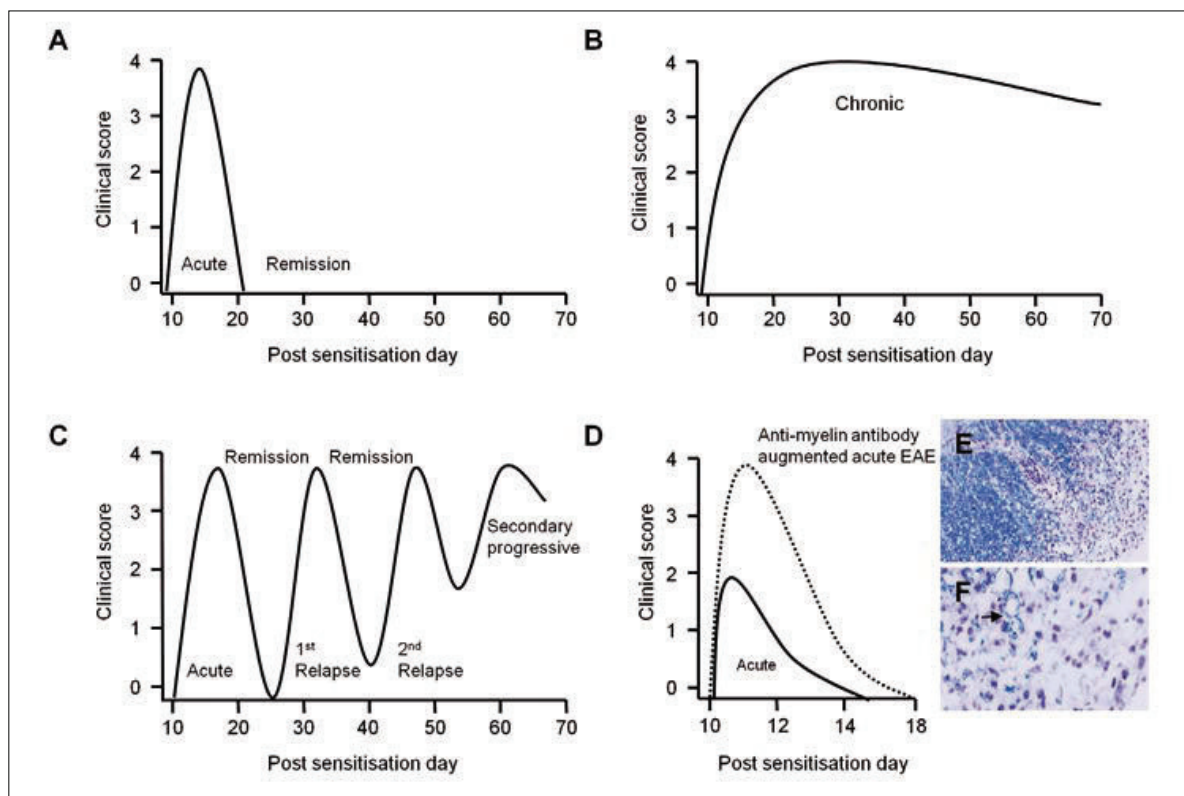 A
Clinical score
4
3
2
1
0
Acute
Remission
10 20 30 40 50 60 70
Post sensitisation day
B
Clinical score
4
3
2
1
0
Chronic
10 20 30 40 50 60 70
Post sensitisation day
C
Clinical score
4
3
2
1
0
Remission Remission
Acute
1st
Relapse
2nd
Relapse
Secondary
progressive
10 20 30 40 50 60 70
Post sensitisation day
D
Clinical score
4
3
2
1
0
Anti-myelin antibody
augmented acute EAE
Acute
10 12 14 16 18
Post sensitisation day
E
F